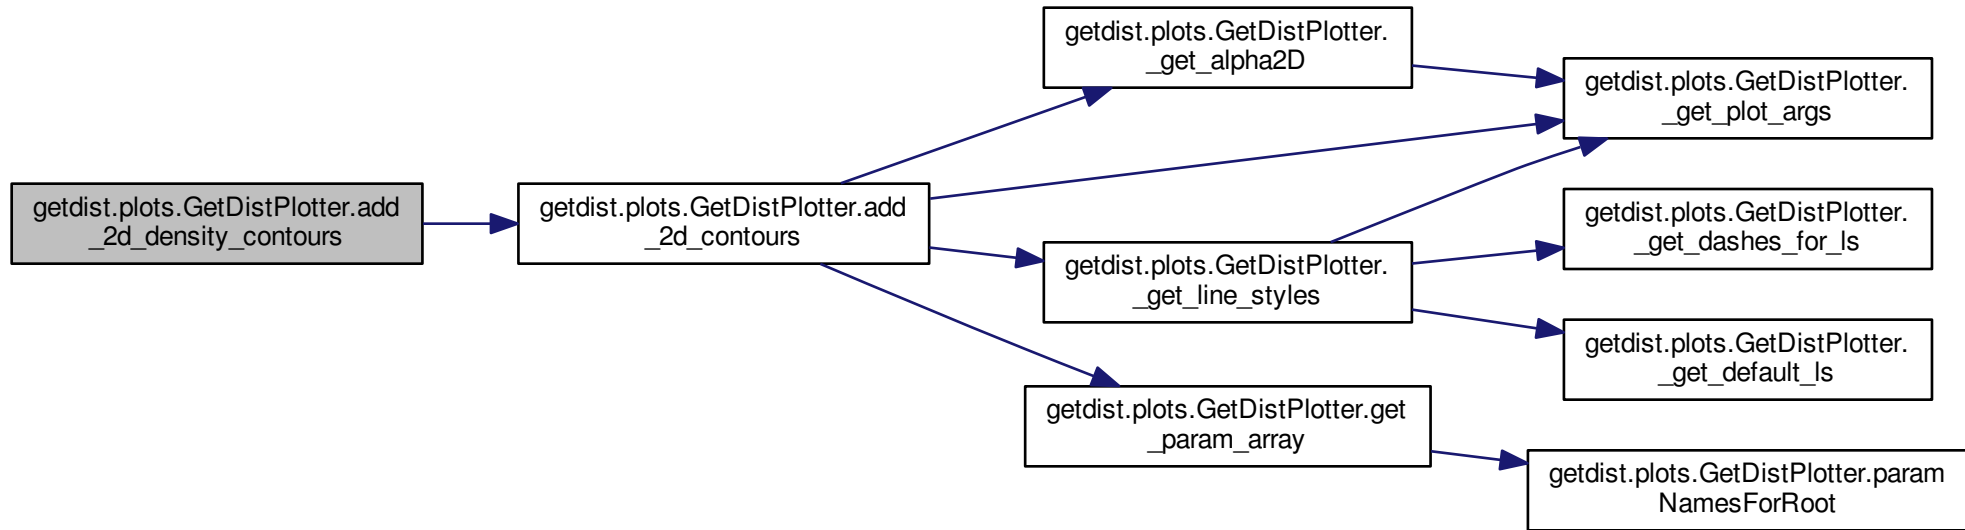 getdist.plots.GetDistPlotter.add
_2d_density_contours
getdist.plots.GetDistPlotter.add
_2d_contours
getdist.plots.GetDistPlotter.
_get_alpha2D
getdist.plots.GetDistPlotter.
_get_plot_args
getdist.plots.GetDistPlotter.
_get_line_styles
getdist.plots.GetDistPlotter.
_get_dashes_for_ls
getdist.plots.GetDistPlotter.
_get_default_ls
getdist.plots.GetDistPlotter.get
_param_array
getdist.plots.GetDistPlotter.param
NamesForRoot